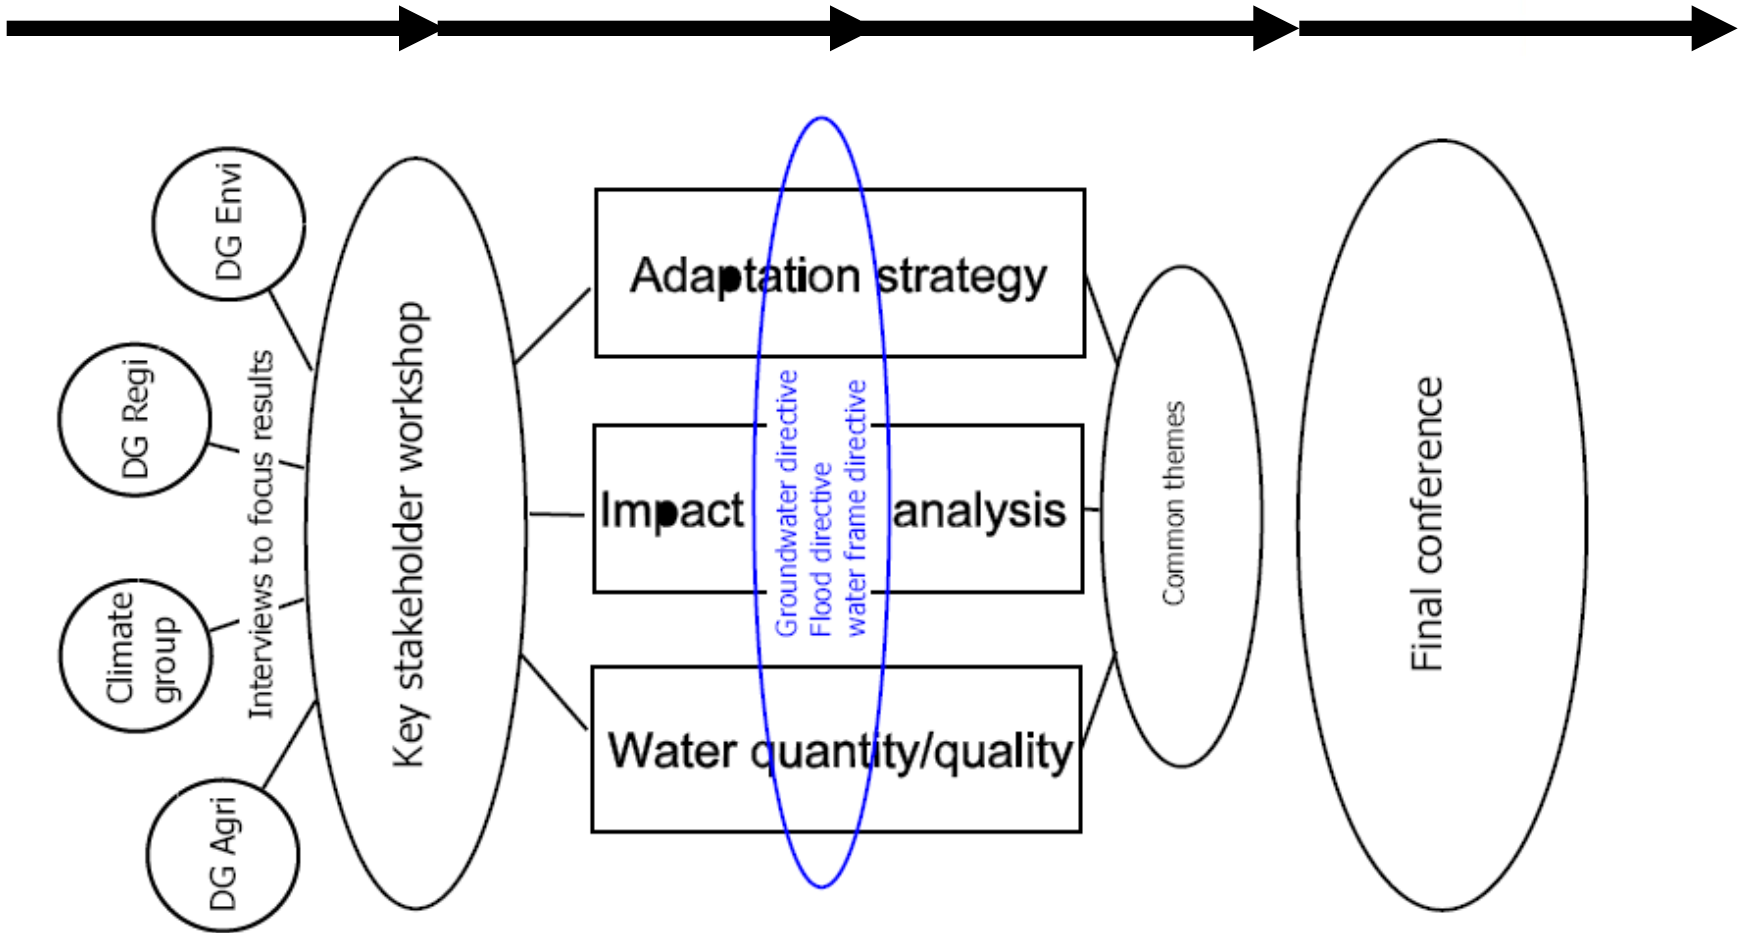 DG Envi
DG Regi
Climate
group
DG Agri
Interviews to focus results
Key stakeholder workshop
Adaptation strategy
Impact analysis
Water quantity/quality
Groundwater directive
Flood directive
water frame directive
Common themes
Final conference